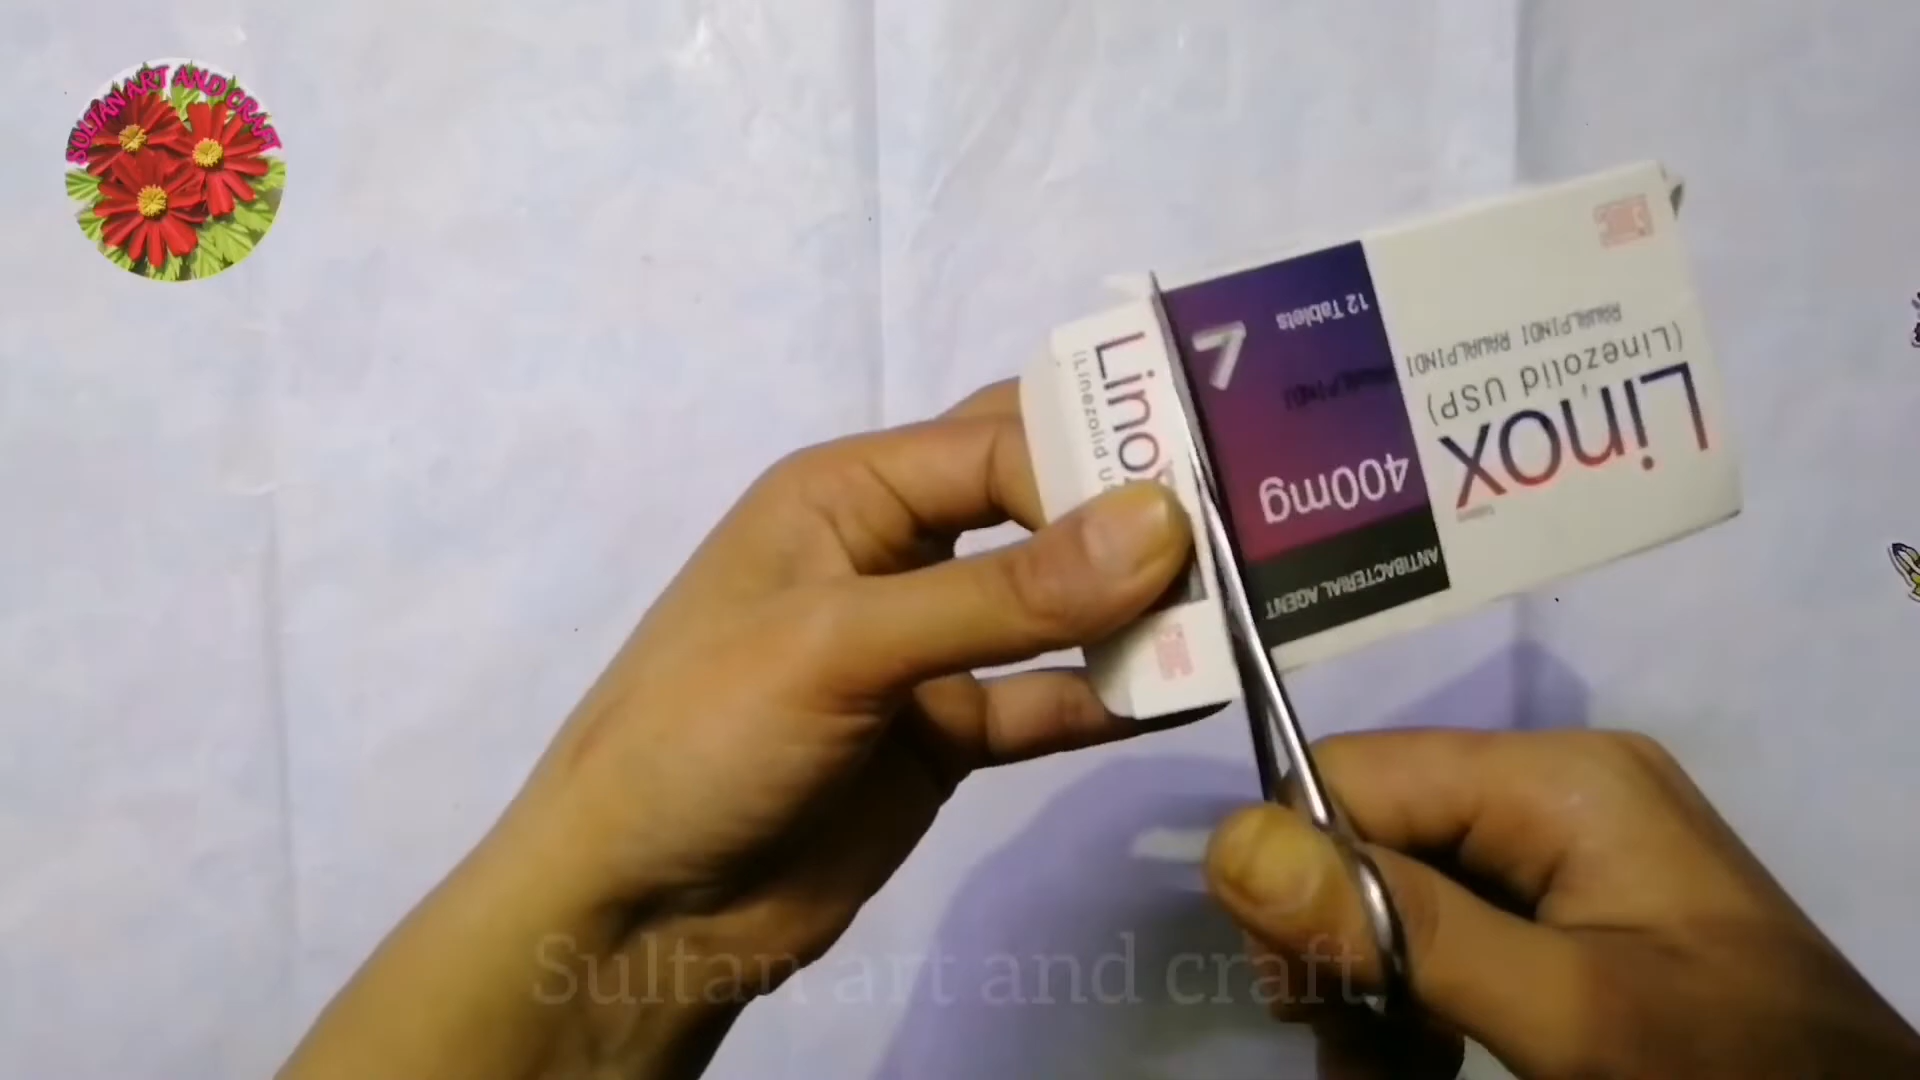 SULTAN ART AND CRAFT
Linox
(Linezolid
12 Tablets
400mg
ANTIBACTERIAL AGENT
Linox
(Linezolid USP)
RAWALPINDI RAWALPINDI
RAWALPINDI
Sultan art and craft